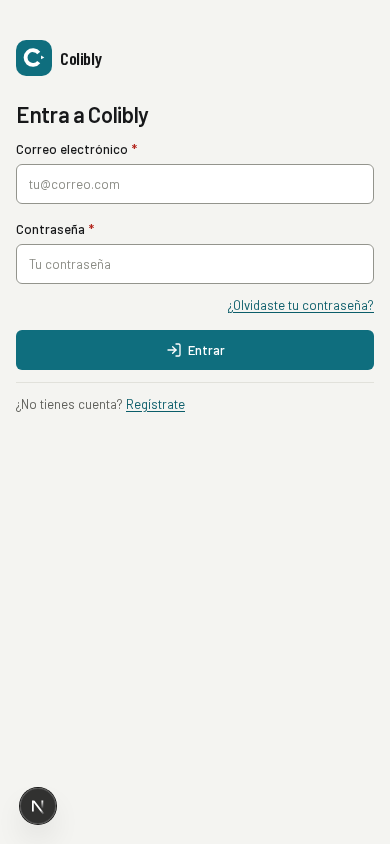 Colibly
Entra a Colibly
Correo electrónico *
tu@correo.com
Contraseña *
Tu contraseña
¿Olvidaste tu contraseña?
Entrar
¿No tienes cuenta? Regístrate
N